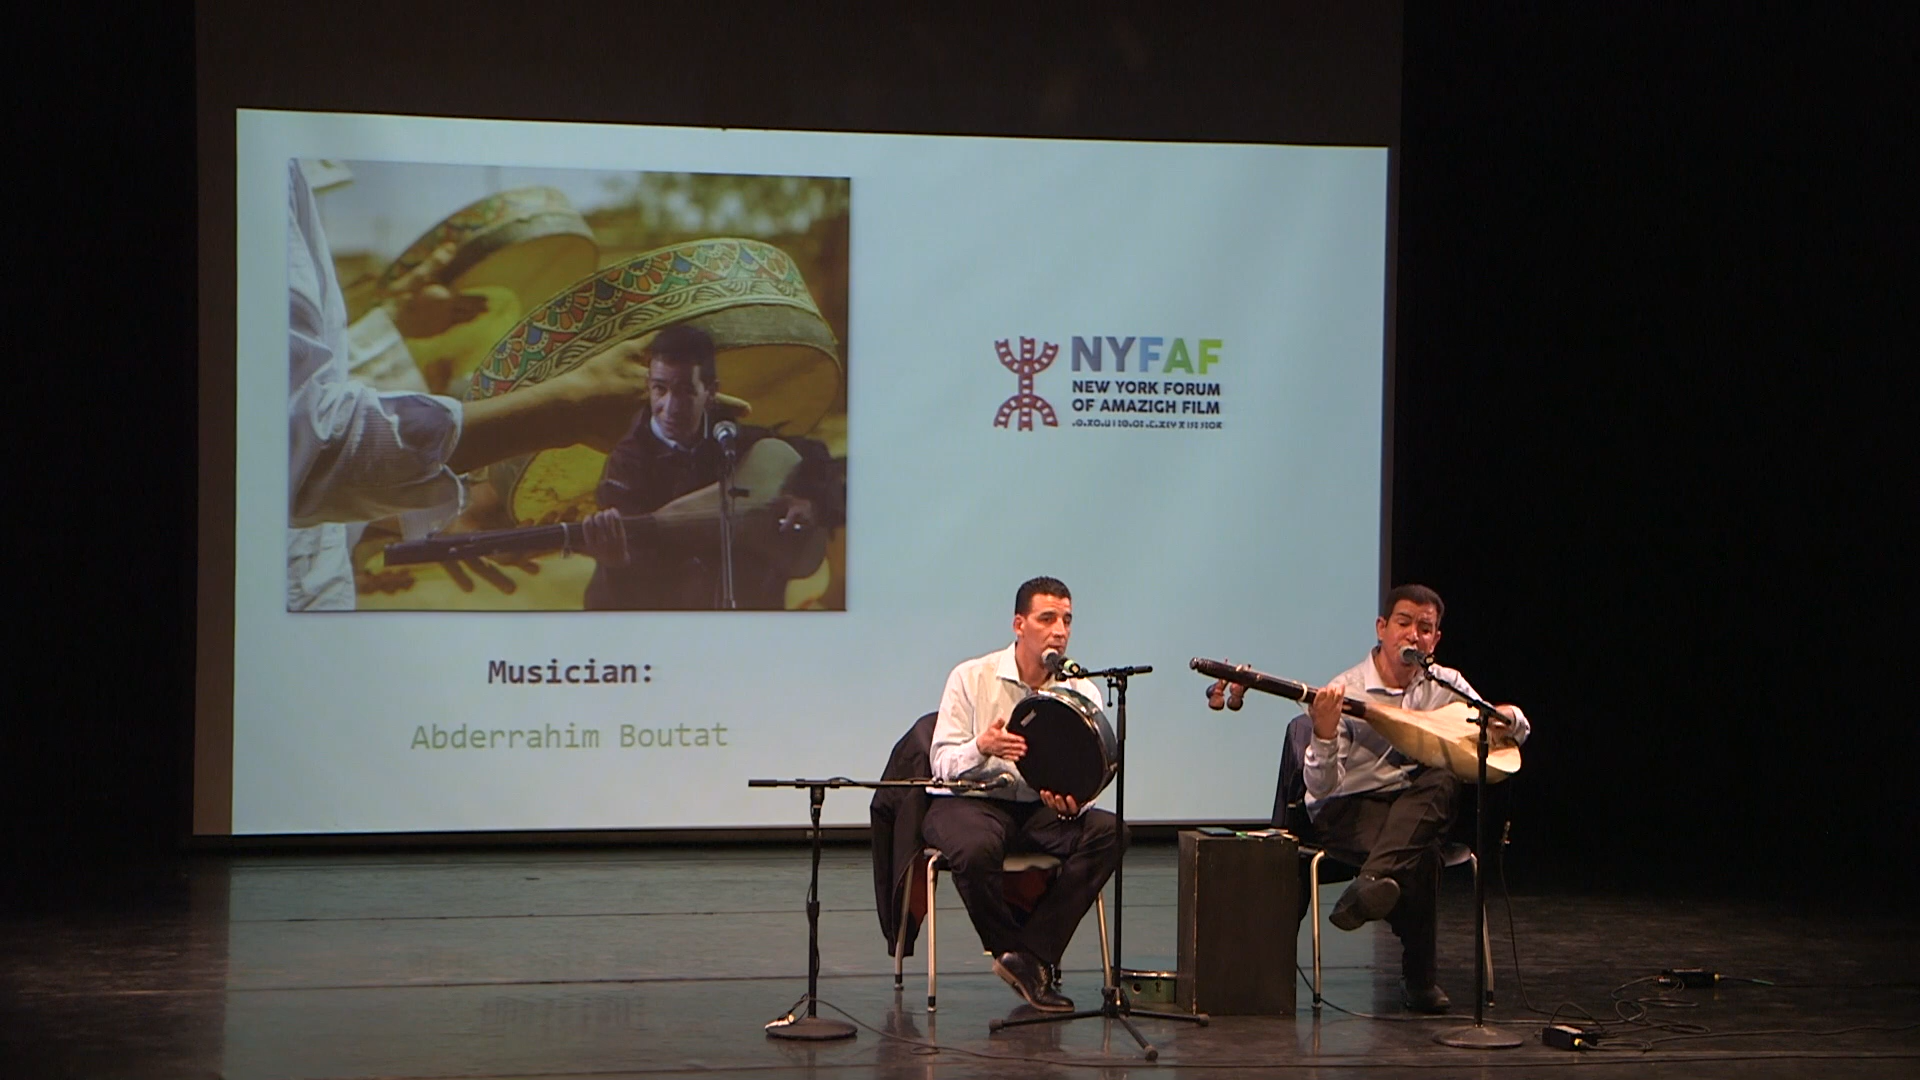 NYFAF
NEW YORK FORUM
OF AMAZIGH FILM
Musician:
Abderrahim Boutat